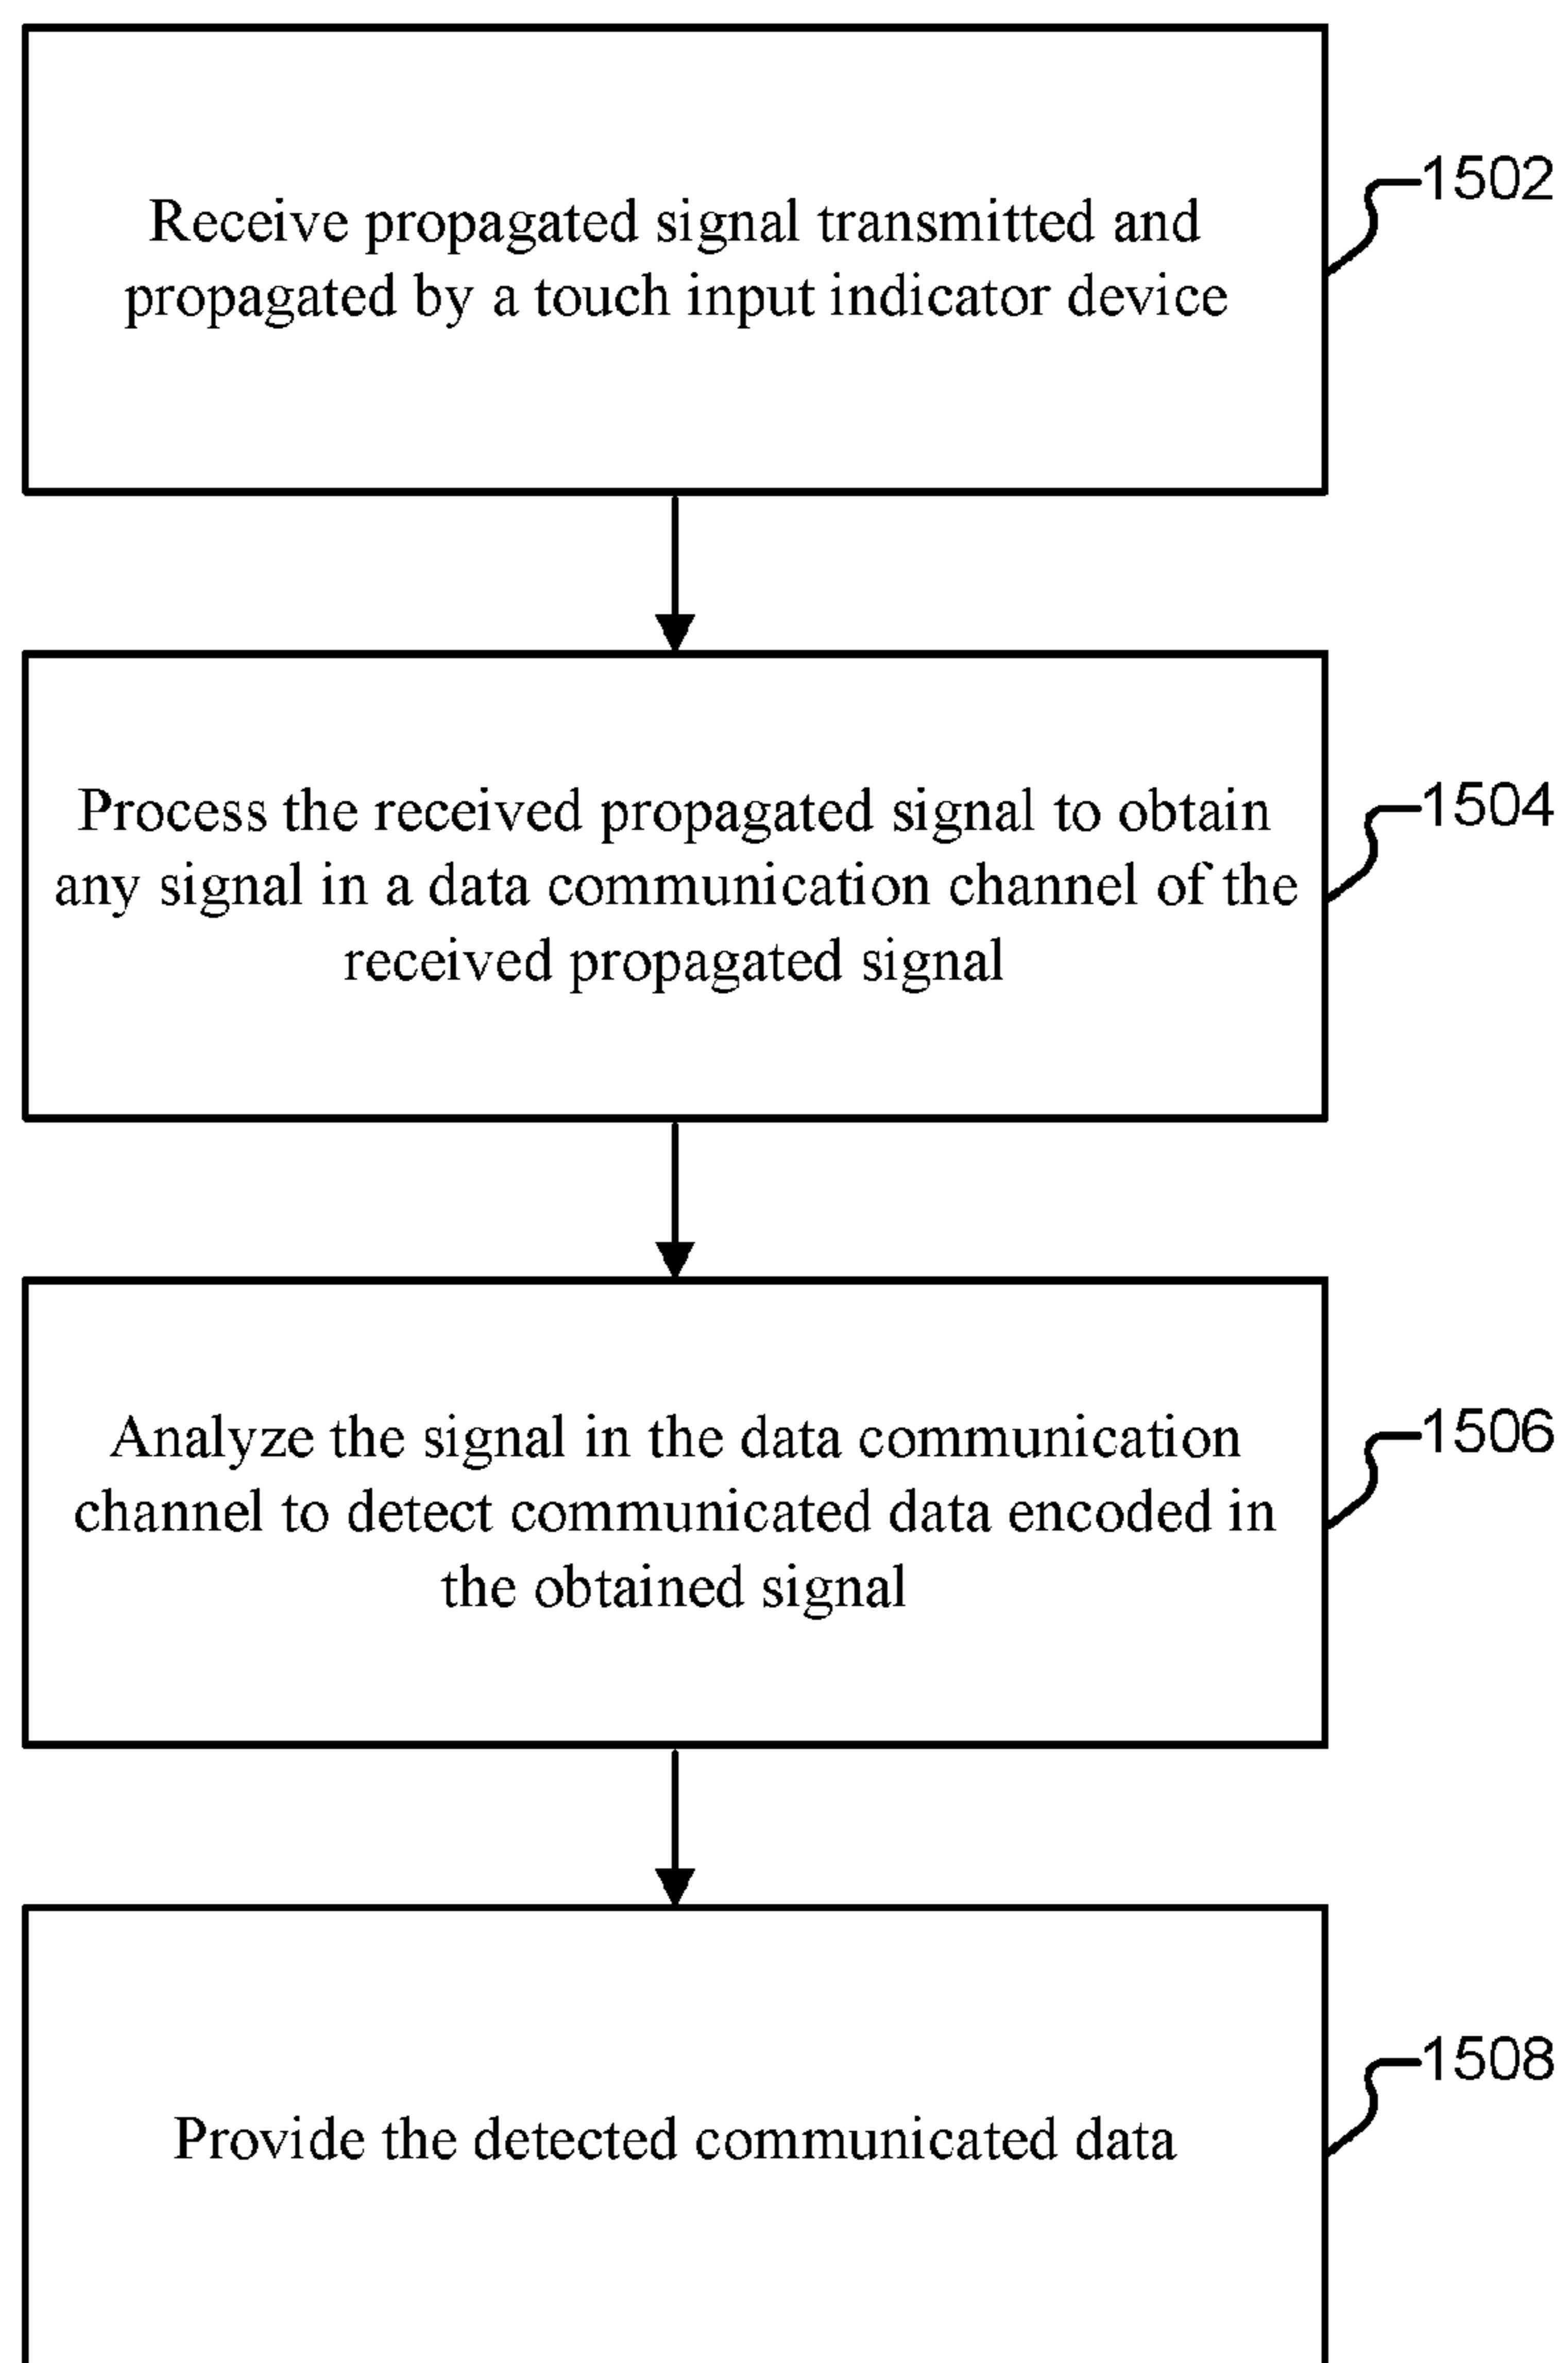 Receive propagated signal transmitted and
propagated by a touch input indicator device
1502
Process the received propagated signal to obtain
any signal in a data communication channel of the
received propagated signal
1504
Analyze the signal in the data communication
channel to detect communicated data encoded in
the obtained signal
1506
Provide the detected communicated data
1508